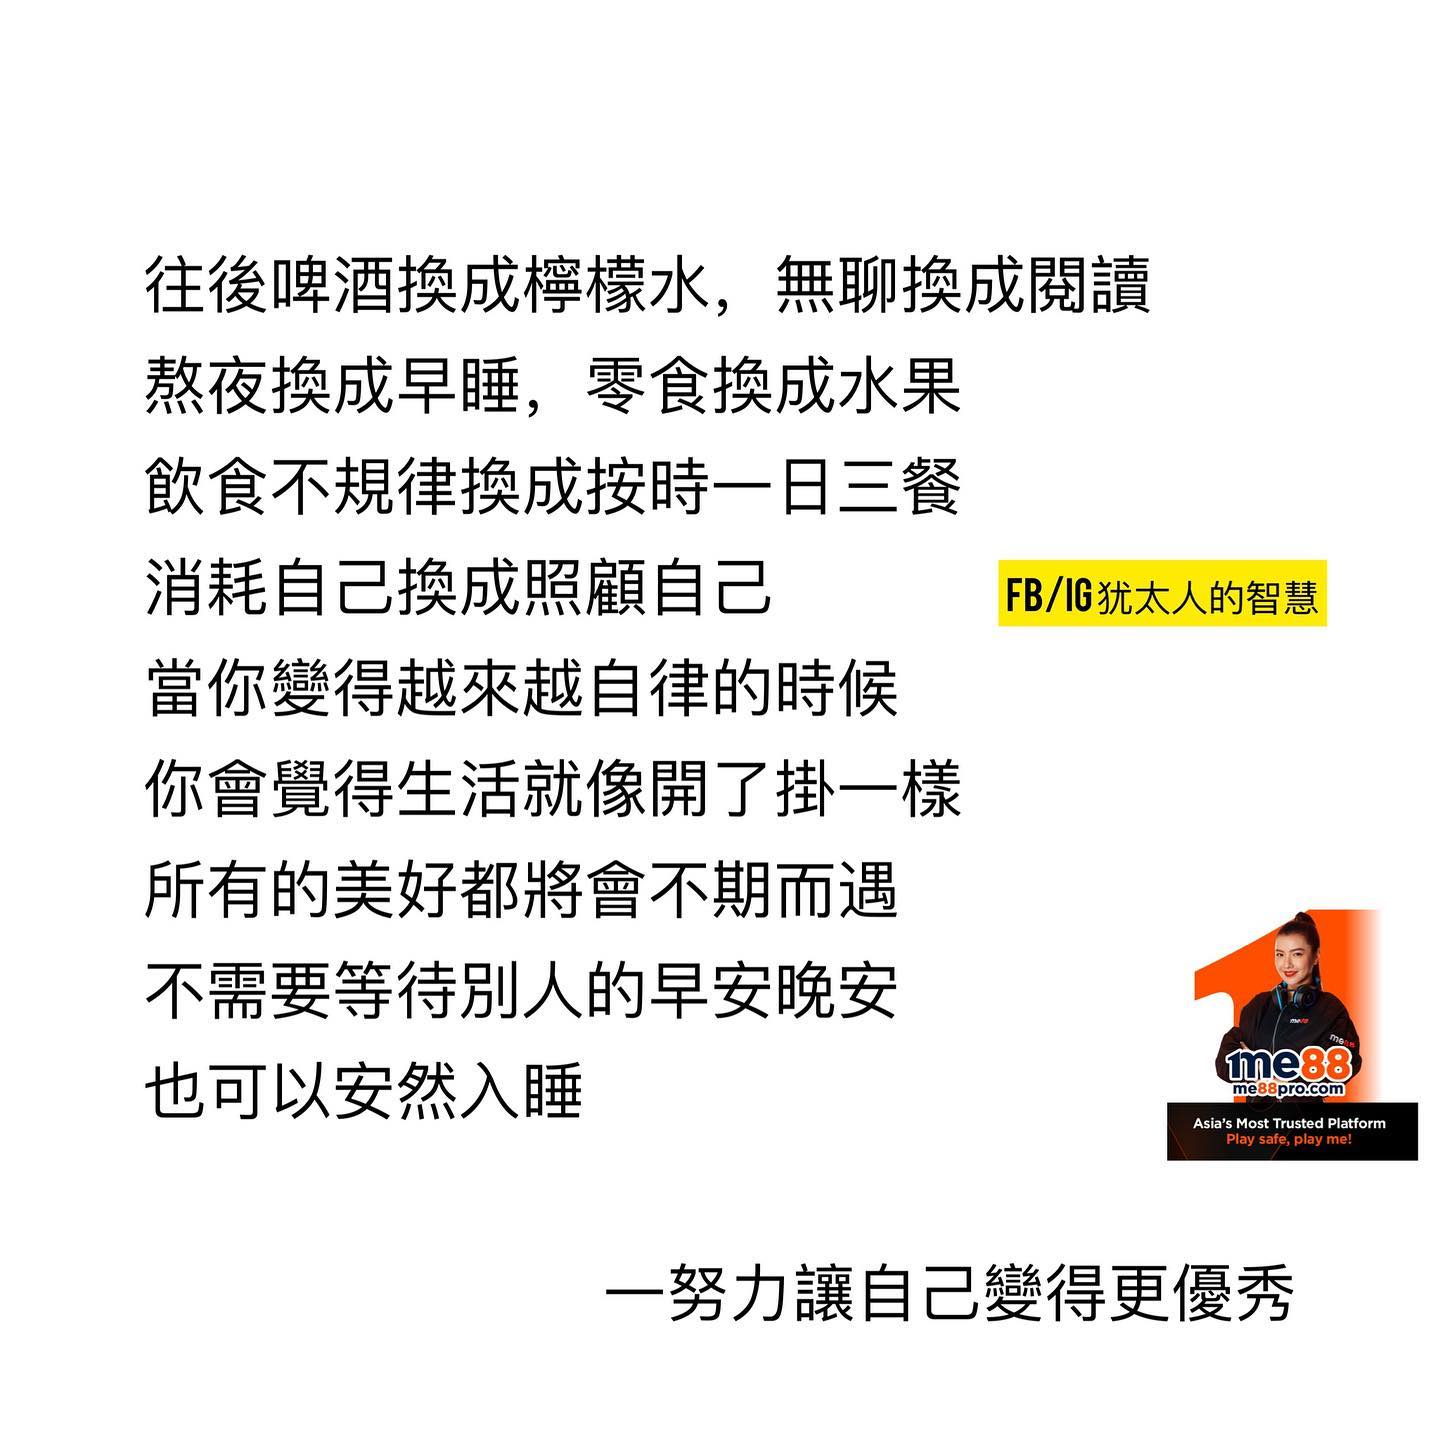 往後啤酒換成檸檬水，無聊換成閱讀
熬夜換成早睡，零食換成水果
飲食不規律換成按時一日三餐
消耗自己換成照顧自己
FB/IG犹太人的智慧
當你變得越來越自律的時候
你會覺得生活就像開了掛一樣
所有的美好都將會不期而遇
不需要等待別人的早安晚安
也可以安然入睡
me88
me88
1me88
me88pro.com
Asia's Most Trusted Platform
Play safe, play me!
一努力讓自己變得更優秀